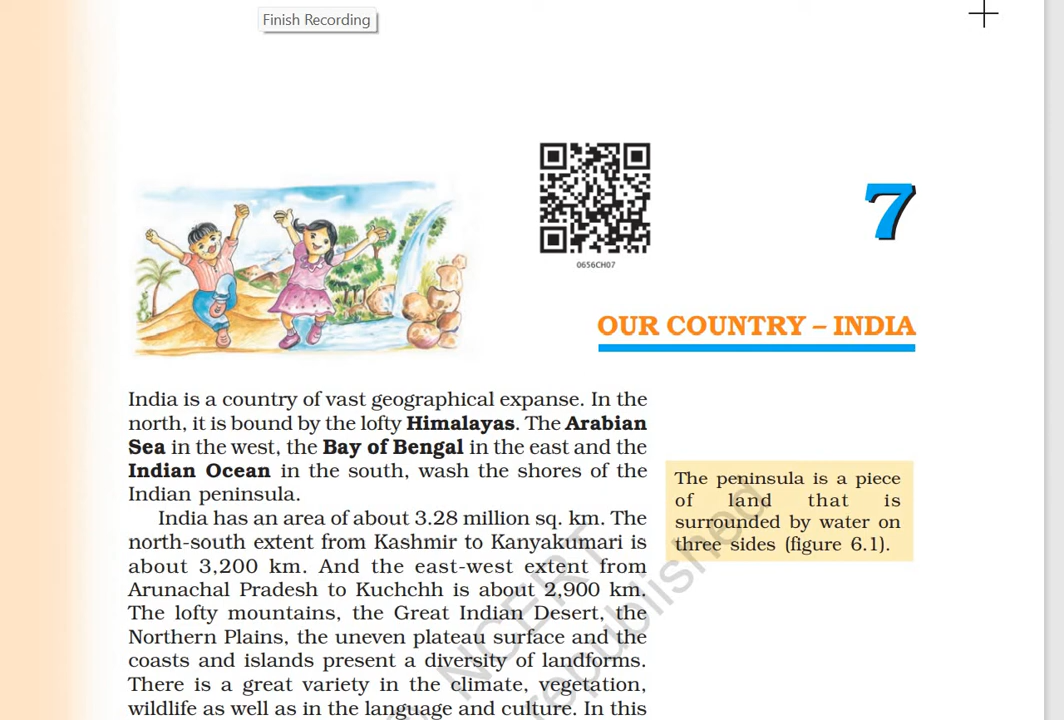 Finish Recording
0656CH07
7
OUR COUNTRY – INDIA
India is a country of vast geographical expanse. In the
north, it is bound by the lofty Himalayas. The Arabian
Sea in the west, the Bay of Bengal in the east and the
Indian Ocean in the south, wash the shores of the
Indian peninsula.
India has an area of about 3.28 million sq. km. The
north-south extent from Kashmir to Kanyakumari is
about 3,200 km. And the east-west extent from
Arunachal Pradesh to Kuchchh is about 2,900 km.
The lofty mountains, the Great Indian Desert, the
Northern Plains, the uneven plateau surface and the
coasts and islands present a diversity of landforms.
There is a great variety in the climate, vegetation,
wildlife as well as in the language and culture. In this
The peninsula is a piece
of land that is
surrounded by water on
three sides (figure 6.1).
NCERT
republished